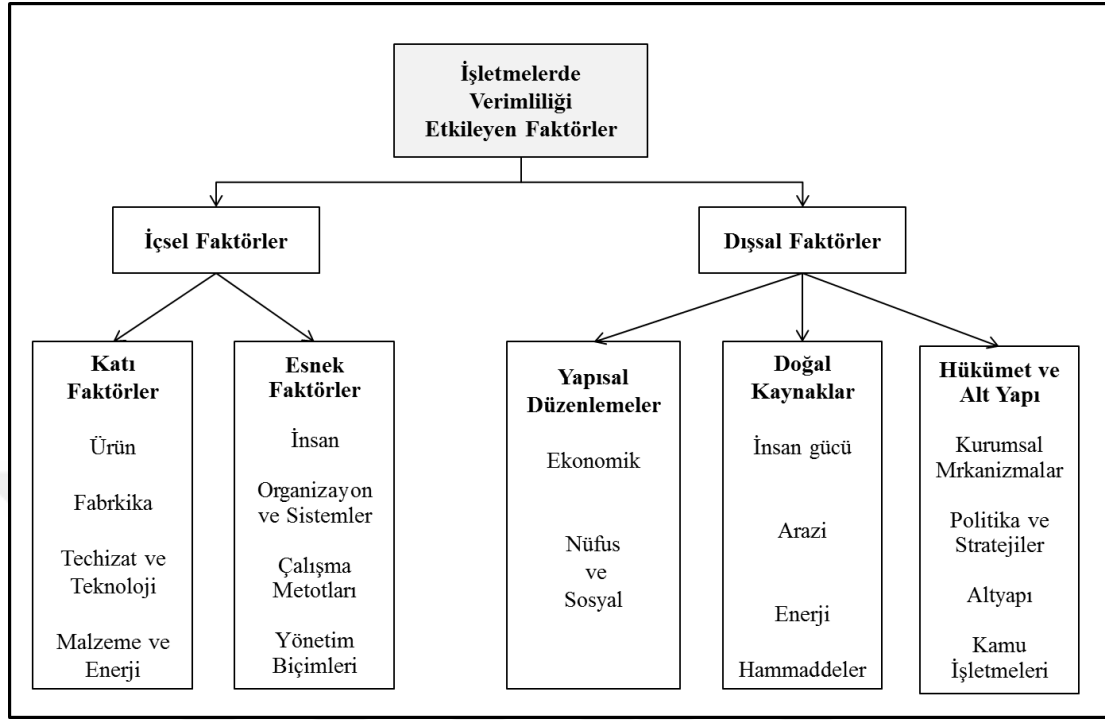 İşletmelerde
Verimliliği
Etkileyen Faktörler
İçsel Faktörler
Dışsal Faktörler
Katı
Faktörler
Ürün
Fabrkika
Techizat ve
Teknoloji
Malzeme ve
Enerji
Esnek
Faktörler
İnsan
Organizayon
ve Sistemler
Çalışma
Metotları
Yönetim
Biçimleri
Yapısal
Düzenlemeler
Ekonomik
Nüfus
ve
Sosyal
Doğal
Kaynaklar
İnsan gücü
Arazi
Enerji
Hammaddeler
Hükümet ve
Alt Yapı
Kurumsal
Mrkanizmalar
Politika ve
Stratejiler
Altyapı
Kamu
İşletmeleri